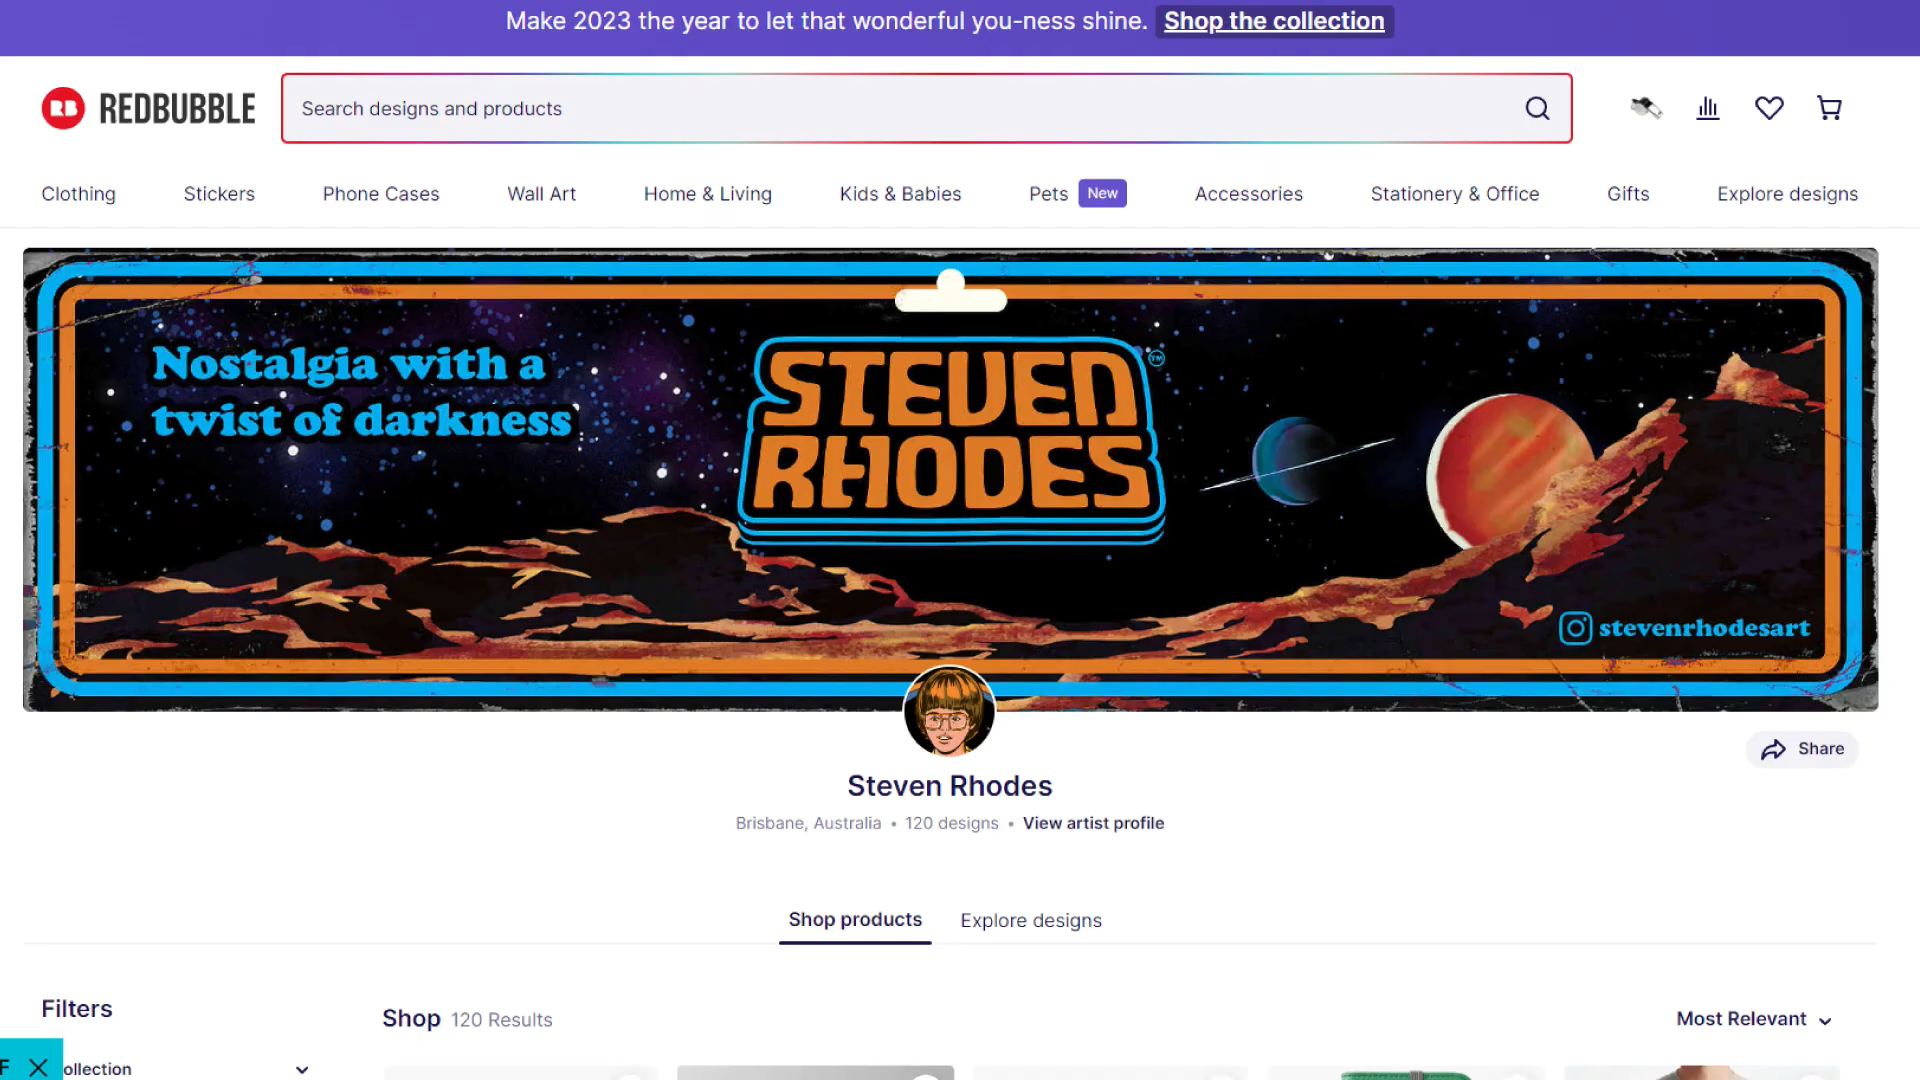 Make 2023 the year to let that wonderful you-ness shine. Shop the collection
RB REDBUBBLE
Search designs and products
Clothing Stickers Phone Cases Wall Art Home & Living Kids & Babies Pets New Accessories Stationery & Office Gifts Explore designs
Nostalgia with a
twist of darkness
STEVEN
RHODES
TM
stevenrhodesart
Share
Steven Rhodes
Brisbane, Australia • 120 designs • View artist profile
Shop products Explore designs
Filters
Shop 120 Results
Most Relevant
F
ollection